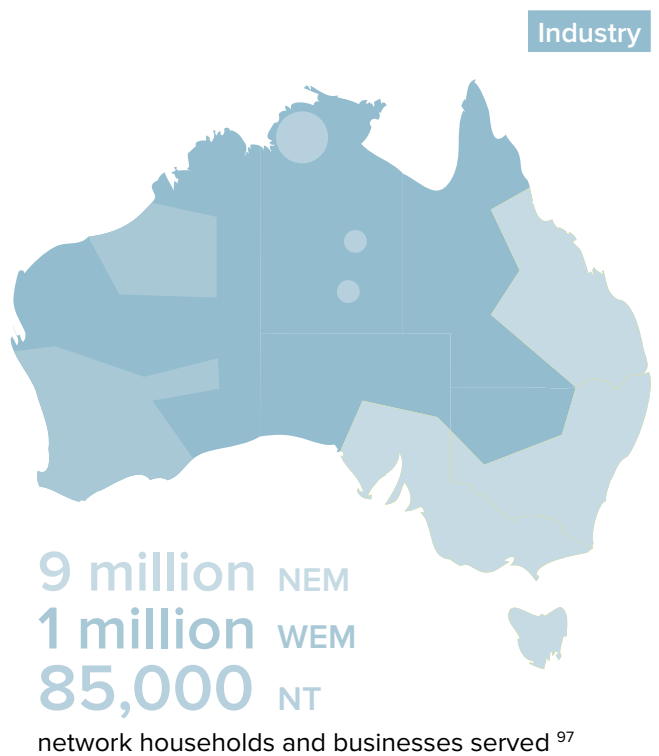 Industry
9 million NEM
1 million WEM
85,000 NT
network households and businesses served 97